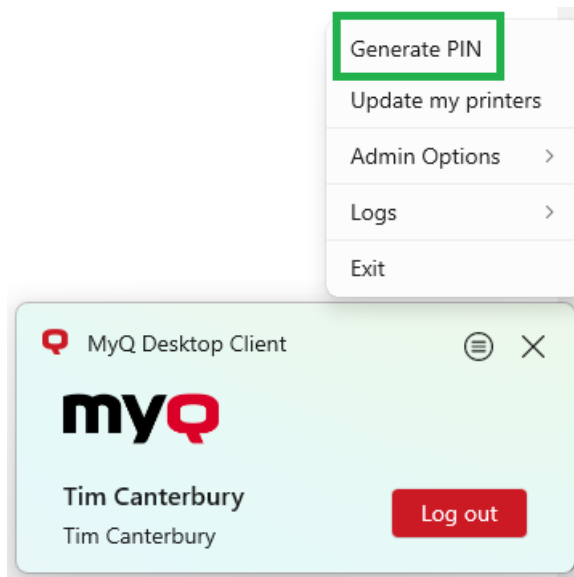 Generate PIN
Update my printers
Admin Options
Logs
Exit
MyQ Desktop Client
myQ
Tim Canterbury
Tim Canterbury
Log out